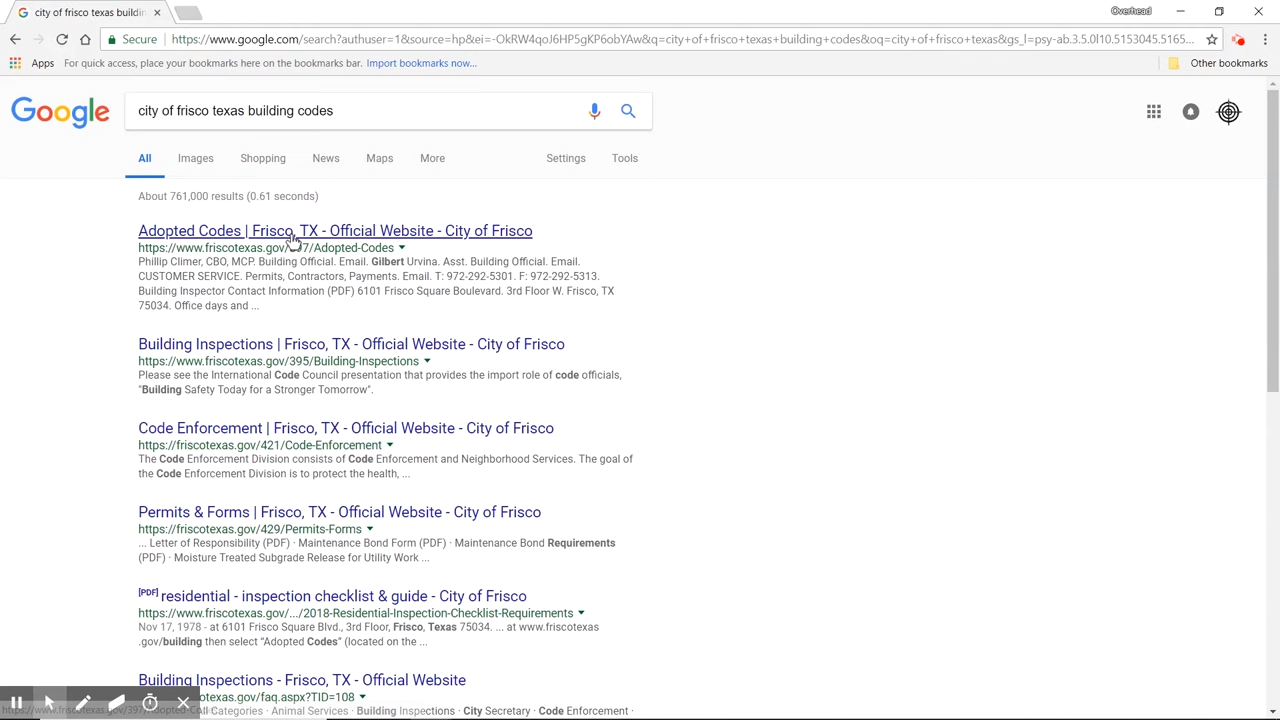 city of frisco texas buildin
Overhead
Secure
https://www.google.com/search?authuser=1&source=hp&ei=-OkRW4qoJ6HP5gKP6obYAw&q=city+of+frisco+texas+building+codes&oq=city+of+frisco+texas&gs_l=psy-ab.3.5.0l10.5153045.5165...
Apps
For quick access, place your bookmarks here on the bookmarks bar. Import bookmarks now...
Other bookmarks
Google
city of frisco texas building codes
All Images Shopping News Maps More Settings Tools
About 761,000 results (0.61 seconds)
Adopted Codes | Frisco, TX - Official Website - City of Frisco
https://www.friscotexas.gov/397/Adopted-Codes
Phillip Climer, CBO, MCP. Building Official. Email. Gilbert Urvina. Asst. Building Official. Email.
CUSTOMER SERVICE. Permits, Contractors, Payments. Email. T: 972-292-5301. F: 972-292-5313.
Building Inspector Contact Information (PDF) 6101 Frisco Square Boulevard. 3rd Floor W. Frisco, TX
75034. Office days and ...
Building Inspections | Frisco, TX - Official Website - City of Frisco
https://www.friscotexas.gov/395/Building-Inspections
Please see the International Code Council presentation that provides the import role of code officials,
"Building Safety Today for a Stronger Tomorrow".
Code Enforcement | Frisco, TX - Official Website - City of Frisco
https://friscotexas.gov/421/Code-Enforcement
The Code Enforcement Division consists of Code Enforcement and Neighborhood Services. The goal of
the Code Enforcement Division is to protect the health, ...
Permits & Forms | Frisco, TX - Official Website - City of Frisco
https://friscotexas.gov/429/Permits-Forms
... Letter of Responsibility (PDF) · Maintenance Bond Form (PDF) · Maintenance Bond Requirements
(PDF) · Moisture Treated Subgrade Release for Utility Work ...
[PDF] residential - inspection checklist & guide - City of Frisco
https://www.friscotexas.gov/.../2018-Residential-Inspection-Checklist-Requirements
Nov 17, 1978 - at 6101 Frisco Square Blvd., 3rd Floor, Frisco, Texas 75034. ... at www.friscotexas
.gov/building then select “Adopted Codes” (located on the ...
Building Inspections - Frisco, TX - Official Website
otexas.gov/faq.aspx?TID=108
All Categories · Animal Services · Building Inspections · City Secretary · Code Enforcement ·